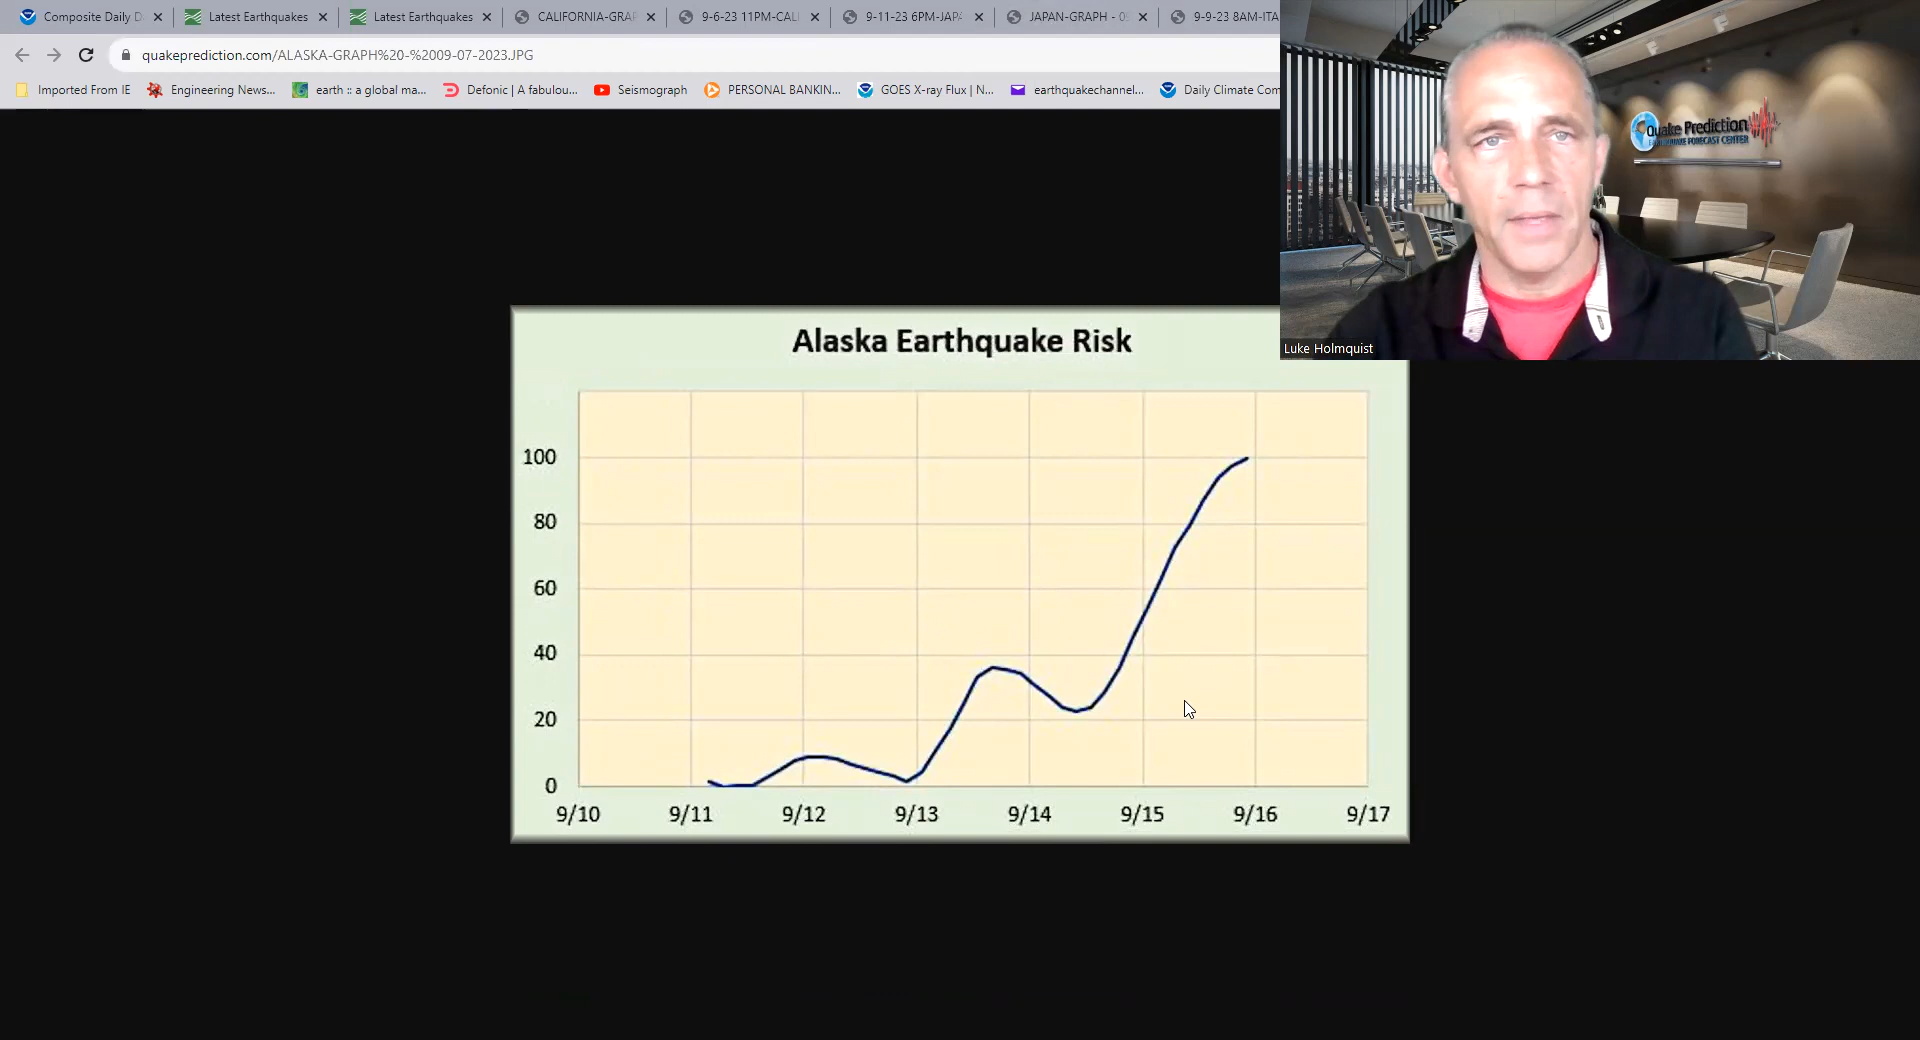 Composite Daily D
Latest Earthquakes
Latest Earthquakes
CALIFORNIA-GRAP
9-6-23 11PM-CALI
9-11-23 6PM-JAPA
JAPAN-GRAPH - 0
9-9-23 8AM-ITA
quakeprediction.com/ALASKA-GRAPH%20-%2009-07-2023.JPG
Imported From IE
Engineering News...
earth :: a global ma...
Defonic | A fabulou...
Seismograph
PERSONAL BANKIN...
GOES X-ray Flux | N...
earthquakechannel...
Daily Climate Com
Quake Prediction
EARTHQUAKE FORECAST CENTER
Luke Holmquist
Alaska Earthquake Risk
100
80
60
40
20
0
9/10 9/11 9/12 9/13 9/14 9/15 9/16 9/17